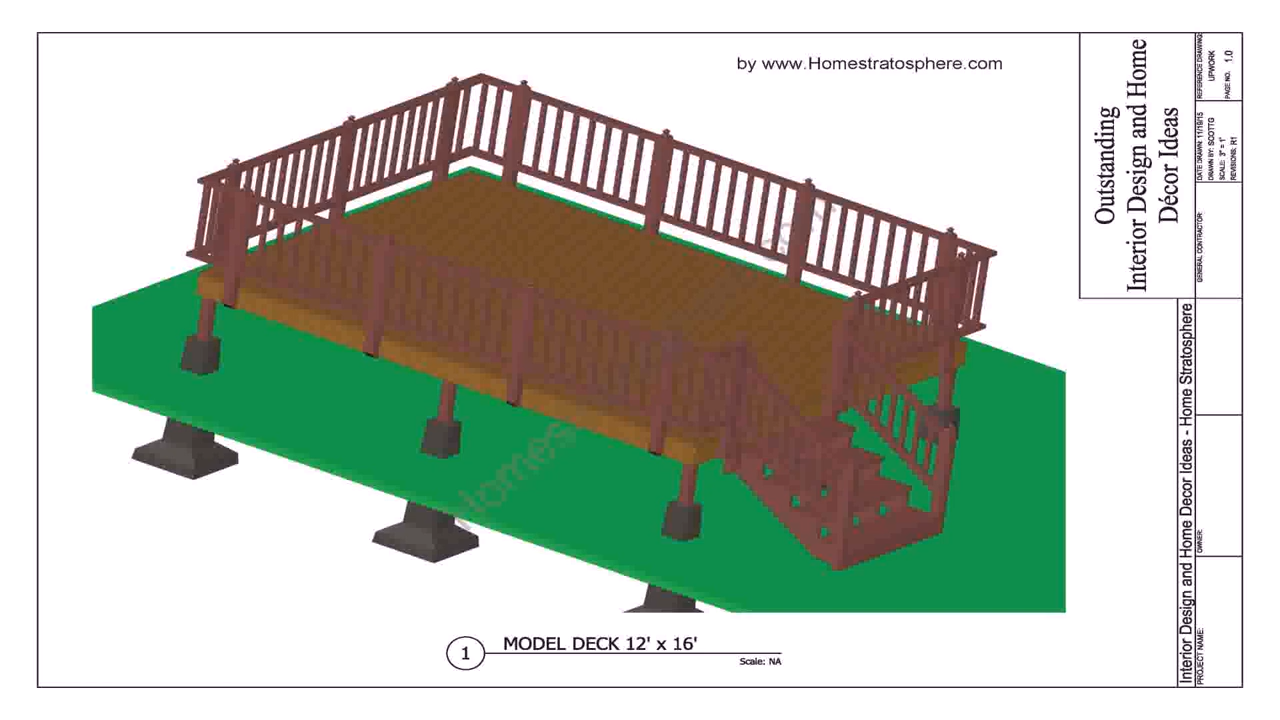 by www.Homestratosphere.com
Outstanding
Interior Design and Home
Décor Ideas
REFERENCE DRAWING:
UPWORK
PAGE NO. 1.0
DATE DRAWN: 11/19/15
DRAWN BY: SCOTTG
SCALE: 3" = 1'
REVISIONS: R1
GENERAL CONTRACTOR:
Interior Design and Home Decor Ideas - Home Stratosphere
OWNER:
PROJECT NAME:
1
MODEL DECK 12' x 16'
Scale: NA